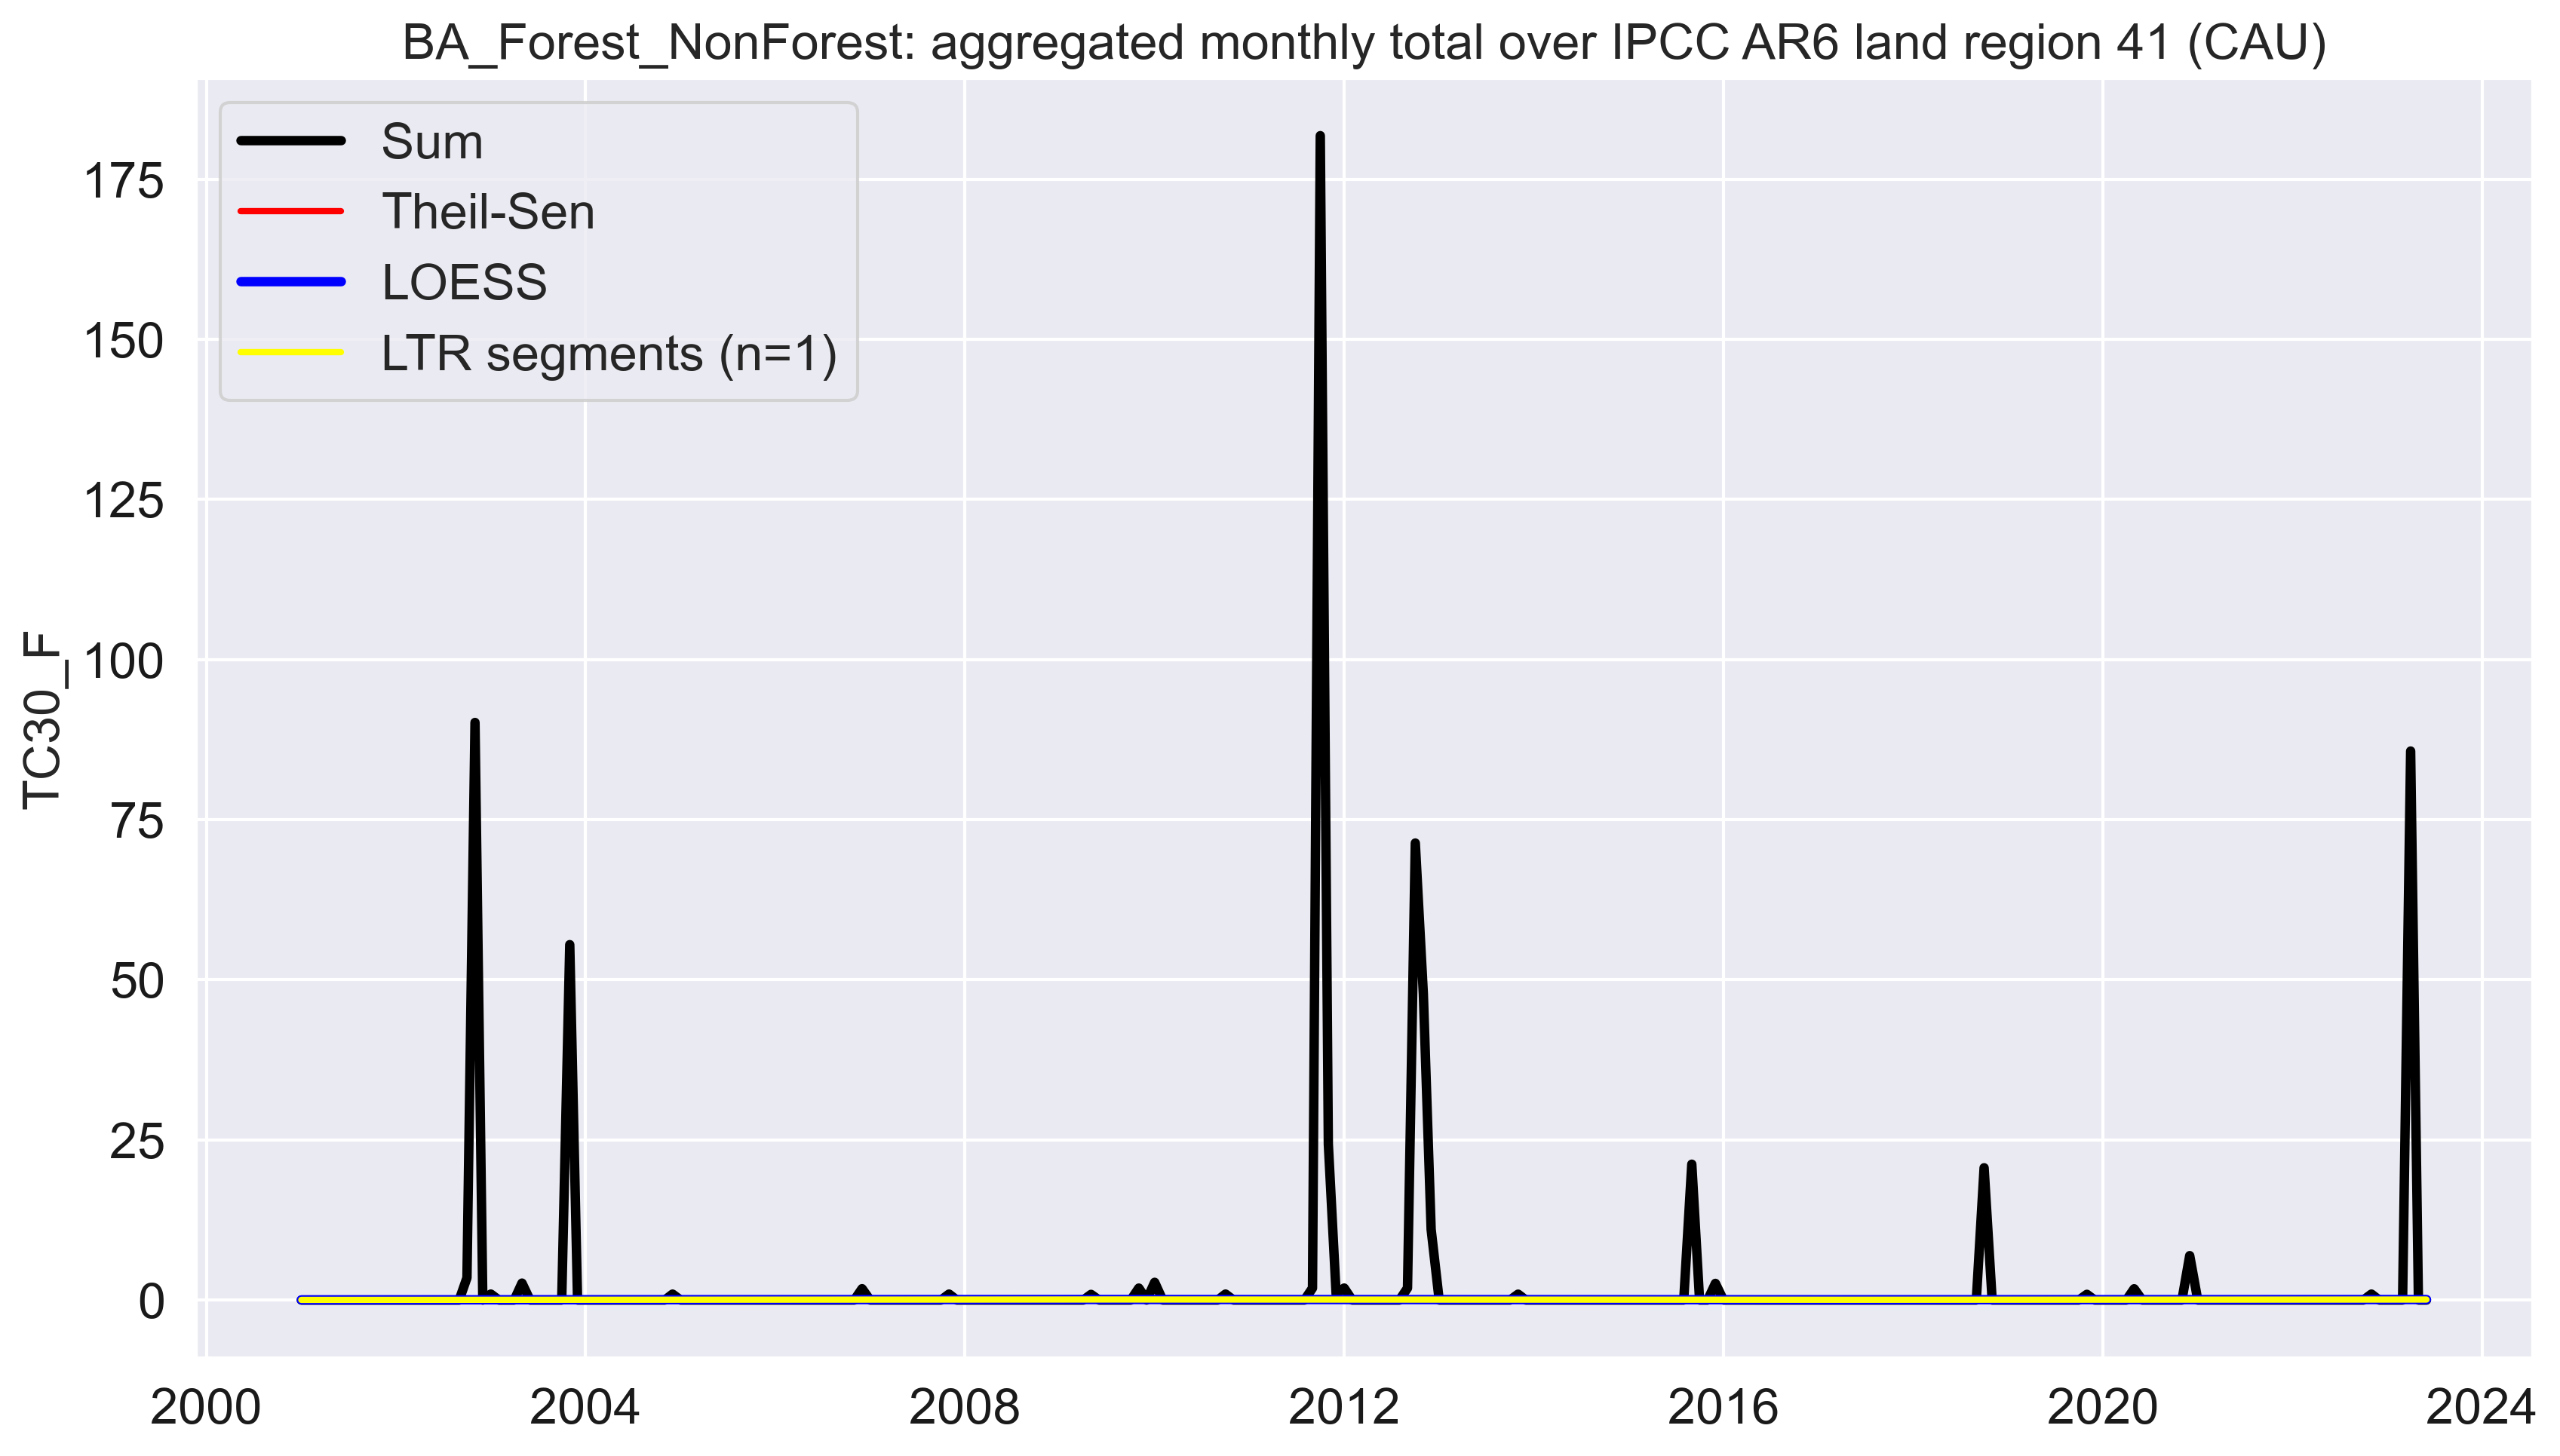 BA_Forest_NonForest: aggregated monthly total over IPCC AR6 land region 41 (CAU)
Sum
Theil-Sen
LOESS
LTR segments (n=1)
TC30_F
175
150
125
100
75
50
25
0
2000 2004 2008 2012 2016 2020 2024